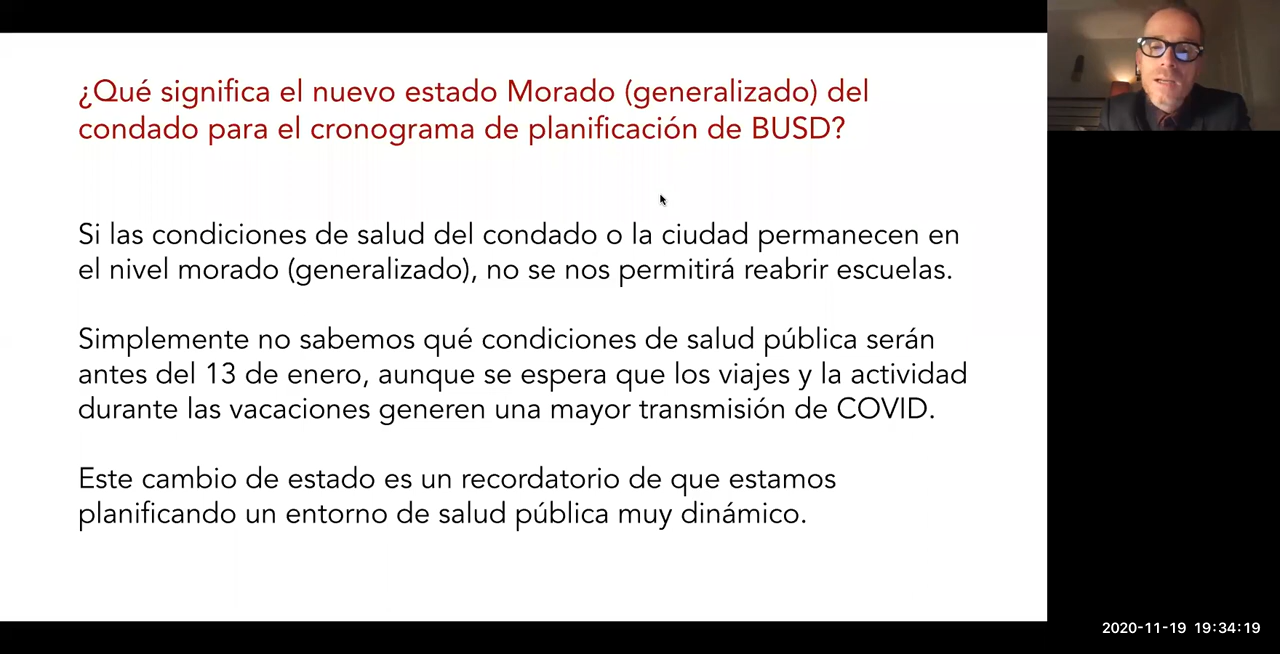 ¿Qué significa el nuevo estado Morado (generalizado) del
condado para el cronograma de planificación de BUSD?
Si las condiciones de salud del condado o la ciudad permanecen en
el nivel morado (generalizado), no se nos permitirá reabrir escuelas.
Simplemente no sabemos qué condiciones de salud pública serán
antes del 13 de enero, aunque se espera que los viajes y la actividad
durante las vacaciones generen una mayor transmisión de COVID.
Este cambio de estado es un recordatorio de que estamos
planificando un entorno de salud pública muy dinámico.
2020-11-19 19:34:19